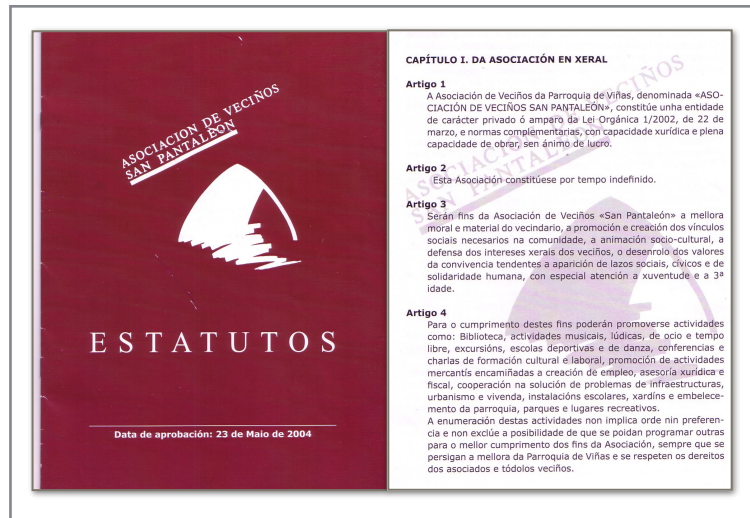 ASOCIACION DE VECIÑOS
SAN PANTALEÓN
ESTATUTOS
Data de aprobación: 23 de Maio de 2004
CAPÍTULO I. DA ASOCIACIÓN EN XERAL
Artigo 1
A Asociación de Veciños da Parroquia de Viñas, denominada «ASO-
CIACIÓN DE VECIÑOS SAN PANTALEÓN», constitúe unha entidade
de carácter privado ó amparo da Lei Orgánica 1/2002, de 22 de
marzo, e normas complementarias, con capacidade xurídica e plena
capacidade de obrar, sen ánimo de lucro.
Artigo 2
Esta Asociación constitúese por tempo indefinido.
Artigo 3
Serán fins da Asociación de Veciños «San Pantaleón» a mellora
moral e material do vecindario, a promoción e creación dos vínculos
sociais necesarios na comunidade, a animación socio-cultural, a
defensa dos intereses xerais dos veciños, o desenrolo dos valores
da convivencia tendentes a aparición de lazos sociais, cívicos e de
solidaridade humana, con especial atención a xuventude e a 3ª
idade.
Artigo 4
Para o cumprimento destes fins poderán promoverse actividades
como: Biblioteca, actividades musicais, lúdicas, de ocio e tempo
libre, excursións, escolas deportivas e de danza, conferencias e
charlas de formación cultural e laboral, promoción de actividades
mercantís encamiñadas a creación de empleo, asesoría xurídica e
fiscal, cooperación na solución de problemas de infraestructuras,
urbanismo e vivenda, instalacións escolares, xardíns e embelece-
mento da parroquia, parques e lugares recreativos.
A enumeración destas actividades non implica orde nin preferen-
cia e non exclúe a posibilidade de que se poidan programar outras
para o mellor cumprimento dos fins da Asociación, sempre que se
persigan a mellora da Parroquia de Viñas e se respeten os dereitos
dos asociados e tódolos veciños.
ASOCIACION DE VECIÑOS
SAN PANTALEÓN